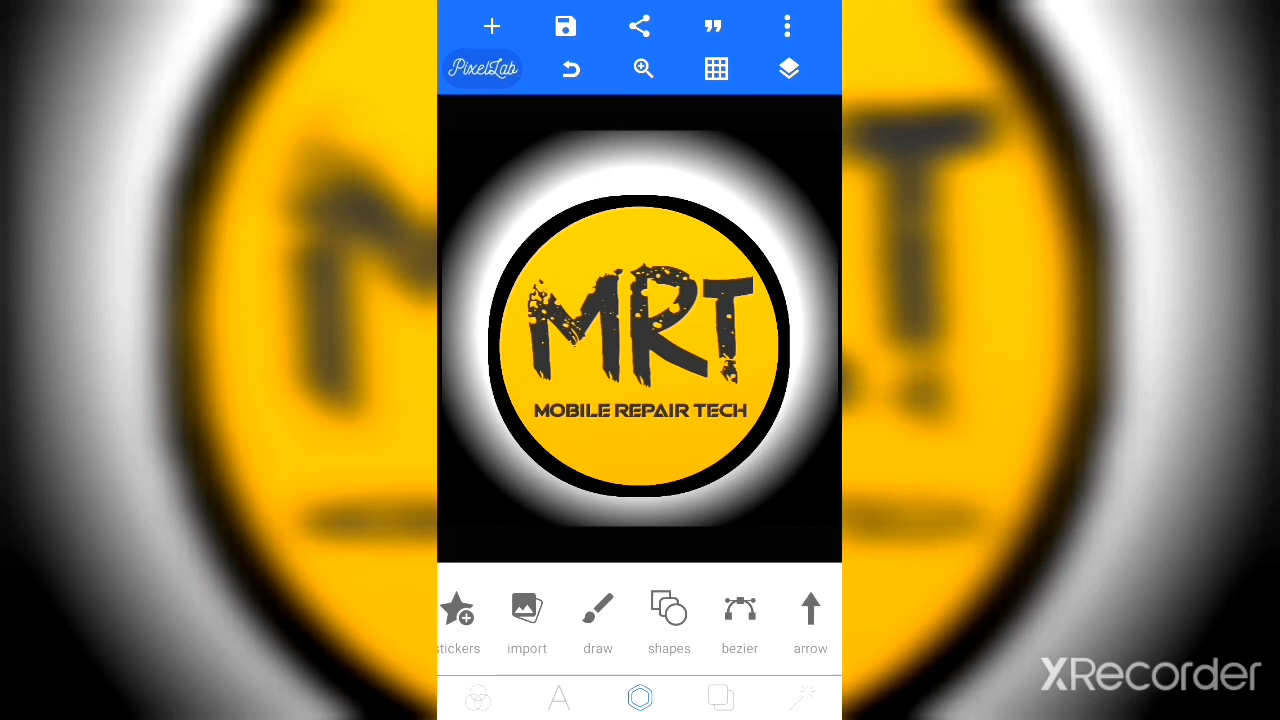 PixelLab
MRT
MOBILE REPAIR TECH
stickers
import
draw
shapes
bezier
arrow
XRecorder